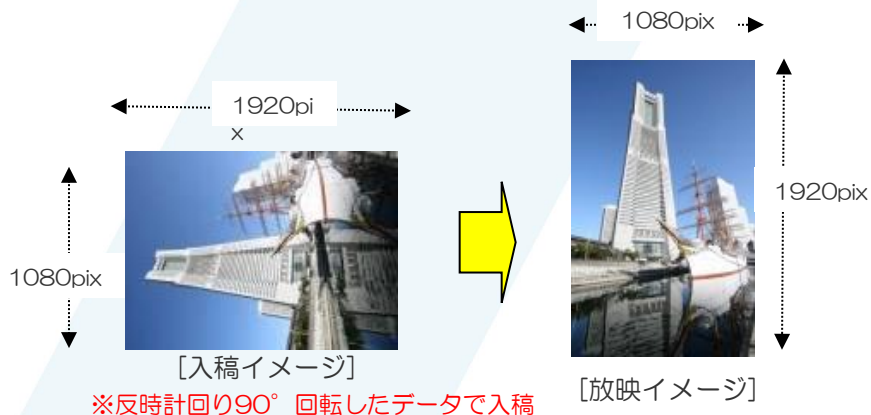 1080pix
1920pi
x
1920pix
1080pix
[入稿イメージ]
[放映イメージ]
※反時計回り90°回転したデータで入稿